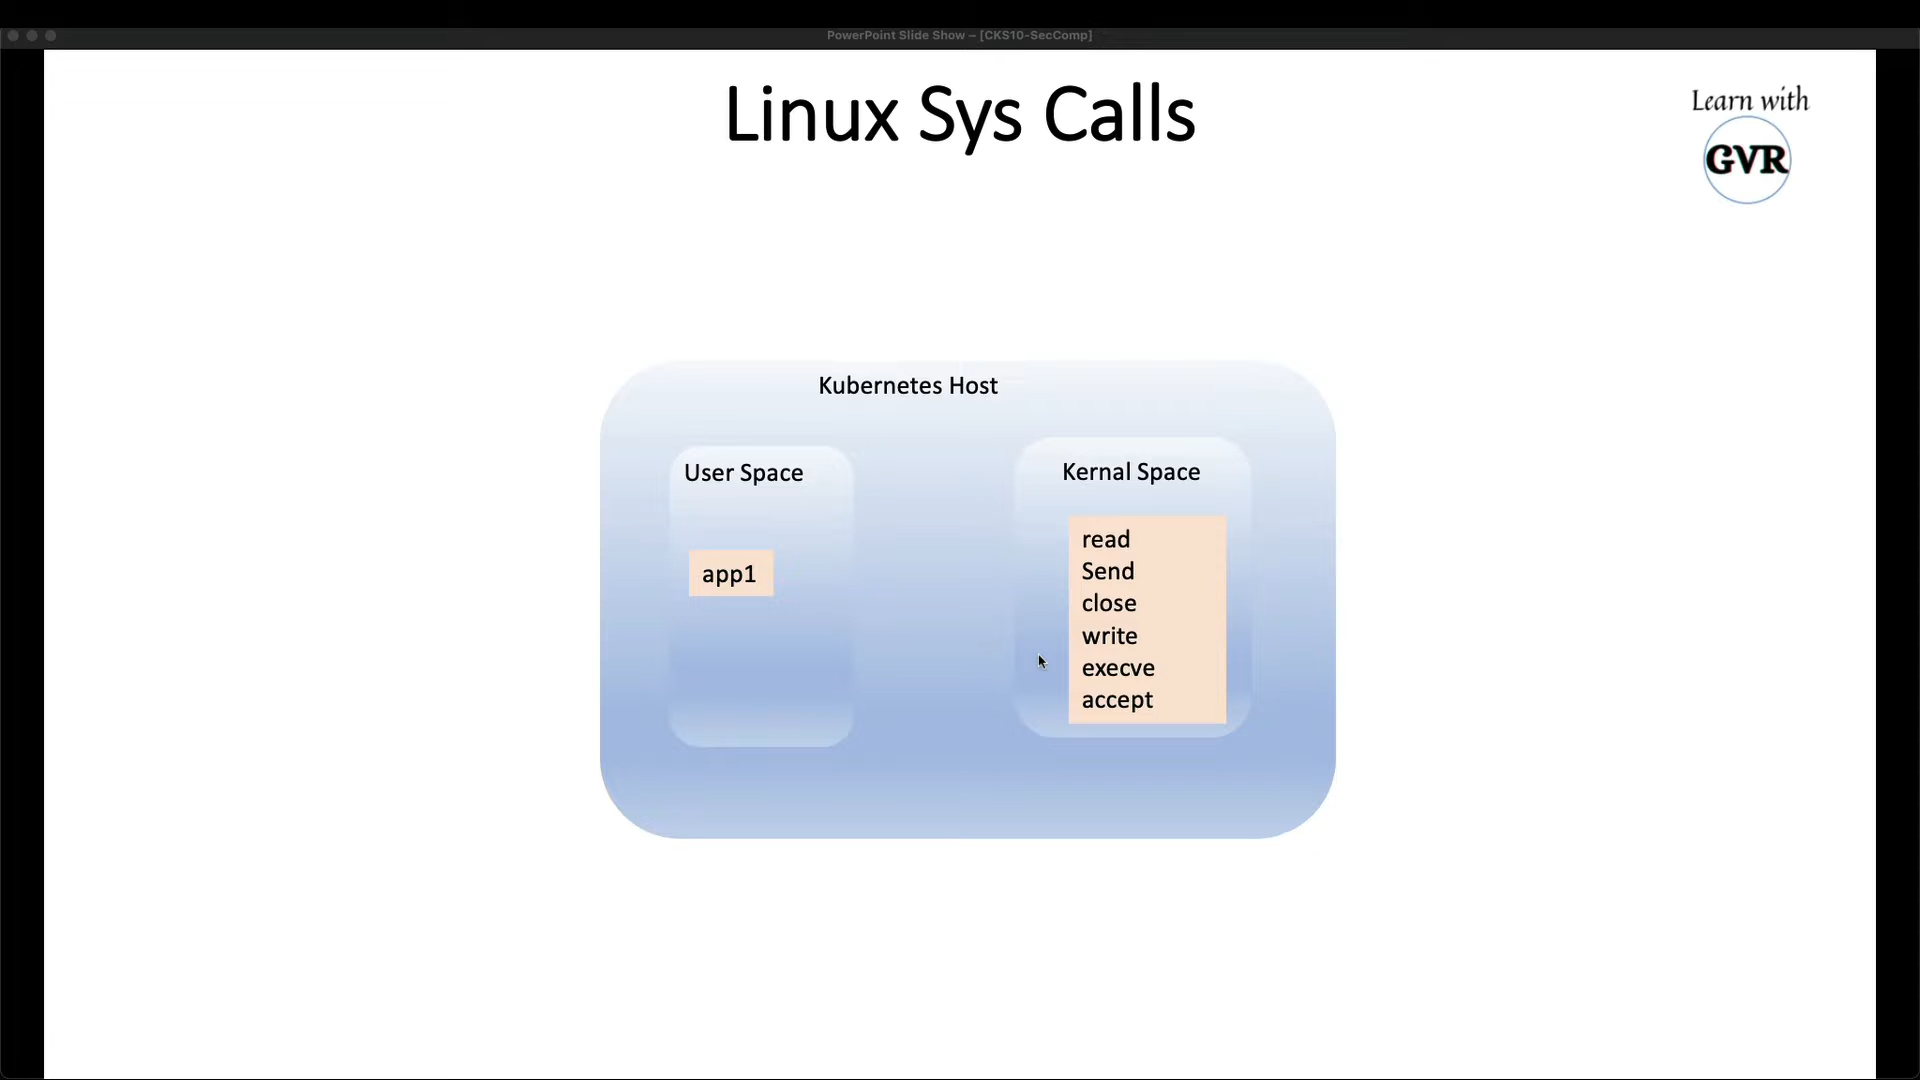 PowerPoint Slide Show – [CKS10-SecComp]
Linux Sys Calls
Learn with
GVR
Kubernetes Host
User Space
Kernal Space
app1
read
Send
close
write
execve
accept